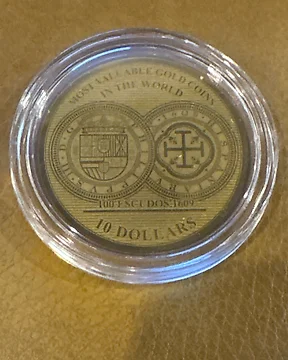 MOST VALUABLE GOLD COINS
IN THE WORLD
100 ESCUDOS 1609
10 DOLLARS